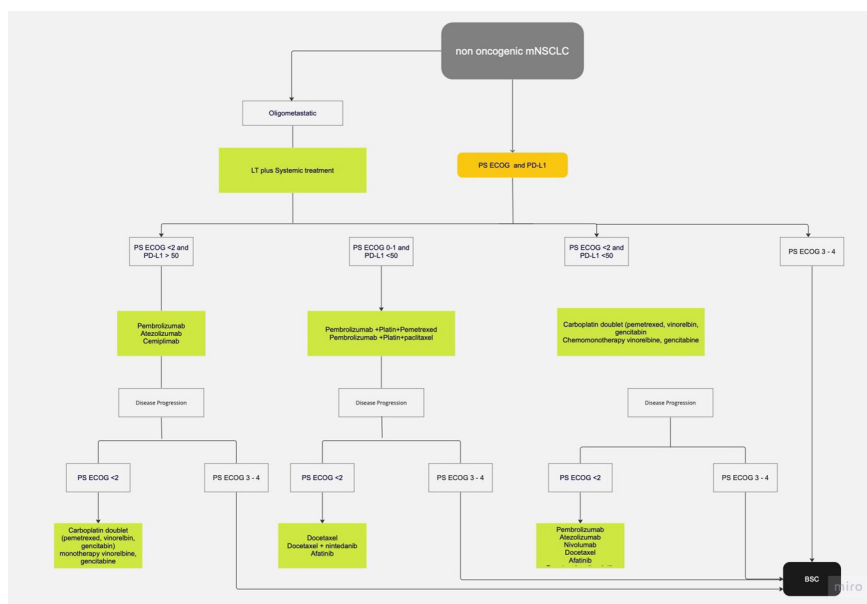 non oncogenic mNSCLC
Oligometastatic
LT plus Systemic treatment
PS ECOG and PD-L1
PS ECOG <2 and
PD-L1 > 50
PS ECOG 0-1 and
PD-L1 <50
PS ECOG <2 and
PD-L1 <50
PS ECOG 3 - 4
Pembrolizumab
Atezolizumab
Cemiplimab
Pembrolizumab +Platin+Pemetrexed
Pembrolizumab +Platin+paclitaxel
Carboplatin doublet (pemetrexed, vinorelbin,
gencitabin
Chemomonotherapy vinorelbine, gencitabine
Disease Progression
Disease Progression
Disease Progression
PS ECOG <2
PS ECOG 3 - 4
PS ECOG <2
PS ECOG 3 - 4
PS ECOG <2
PS ECOG 3 - 4
Carboplatin doublet
(pemetrexed, vinorelbin,
gencitabin)
monotherapy vinorelbine,
gencitabine
Docetaxel
Docetaxel + nintedanib
Afatinib
Pembrolizumab
Atezolizumab
Nivolumab
Docetaxel
Afatinib
BSC
miro